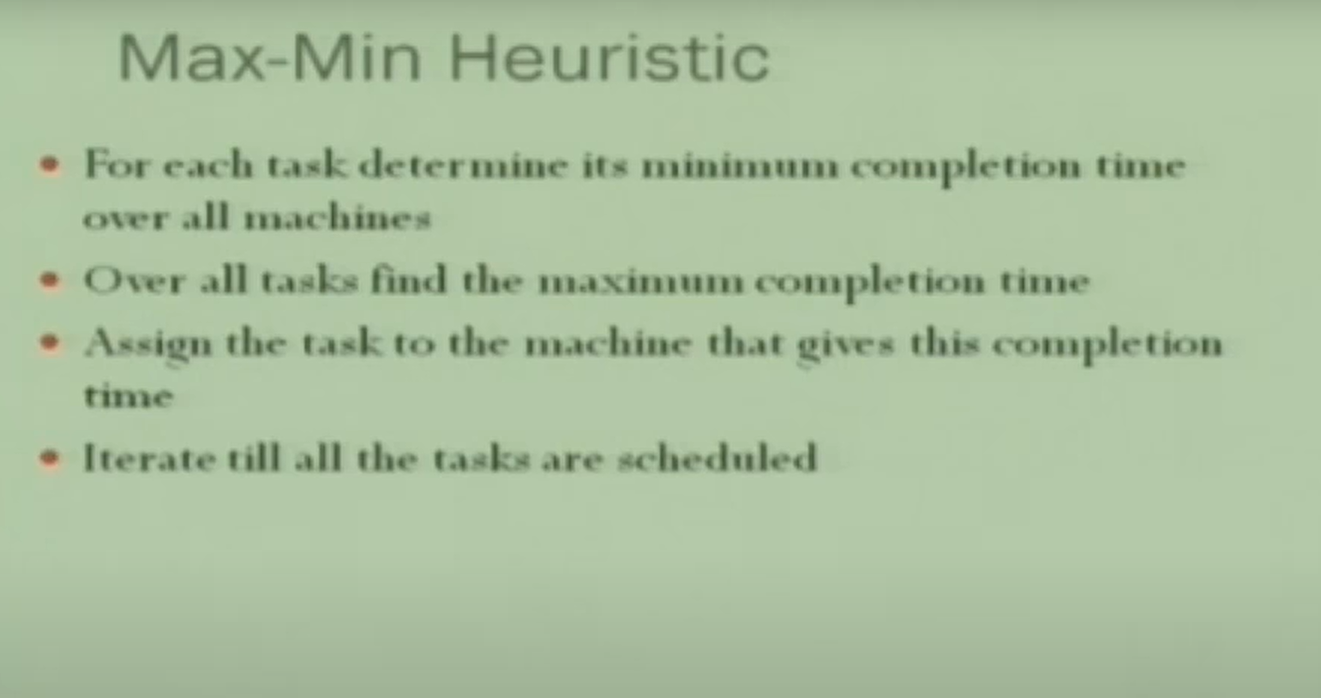 Max-Min Heuristic
• For each task determine its minimum completion time
over all machines
• Over all tasks find the maximum completion time
• Assign the task to the machine that gives this completion
time
• Iterate till all the tasks are scheduled